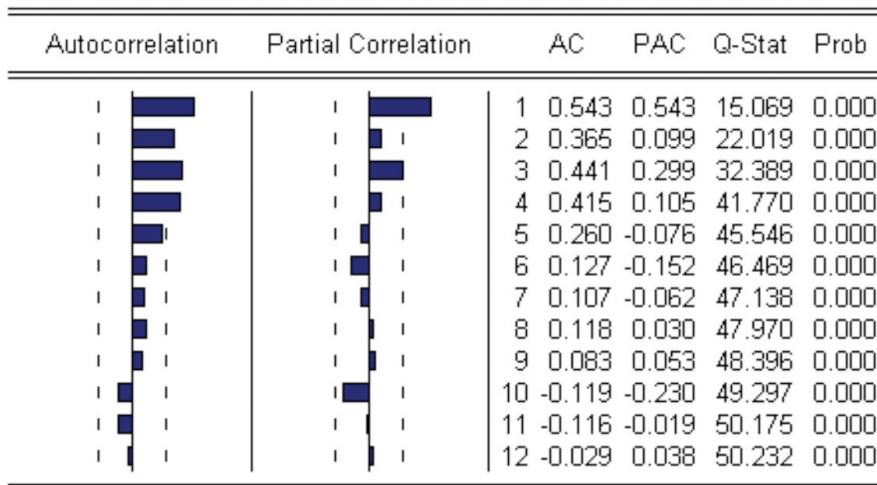 Autocorrelation Partial Correlation AC PAC Q-Stat Prob
1 0.543 0.543 15.069 0.000
2 0.365 0.099 22.019 0.000
3 0.441 0.299 32.389 0.000
4 0.415 0.105 41.770 0.000
5 0.260 -0.076 45.546 0.000
6 0.127 -0.152 46.469 0.000
7 0.107 -0.062 47.138 0.000
8 0.118 0.030 47.970 0.000
9 0.083 0.053 48.396 0.000
10 -0.119 -0.230 49.297 0.000
11 -0.116 -0.019 50.175 0.000
12 -0.029 0.038 50.232 0.000